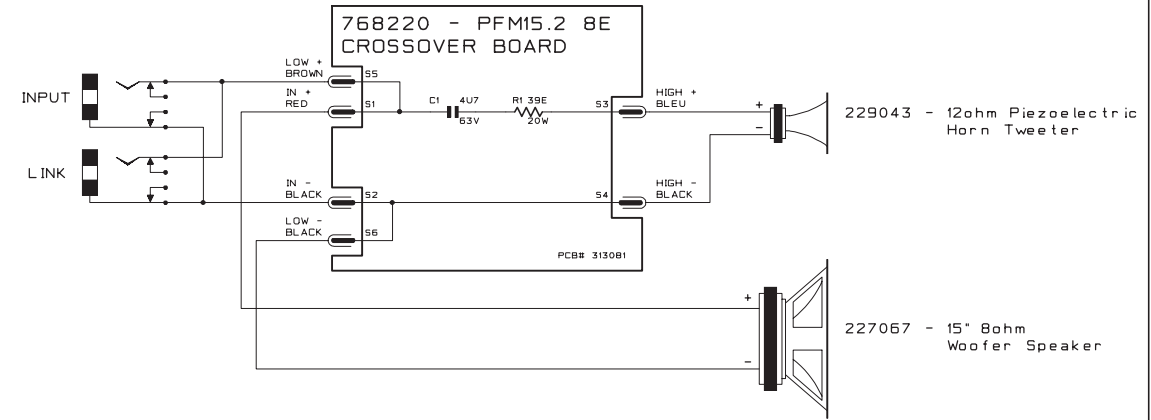 768220 - PFM15.2 8E
CROSSOVER BOARD
LOW +
BROWN
S5
IN +
RED
S1
C1
4U7
63V
R1 39E
20W
S3
HIGH +
BLEU
+
-
229043 - 12ohm Piezoelectric
Horn Tweeter
INPUT
LINK
IN -
BLACK
S2
LOW -
BLACK
S6
S4
HIGH -
BLACK
PCB# 313081
+
-
227067 - 15" 8ohm
Woofer Speaker